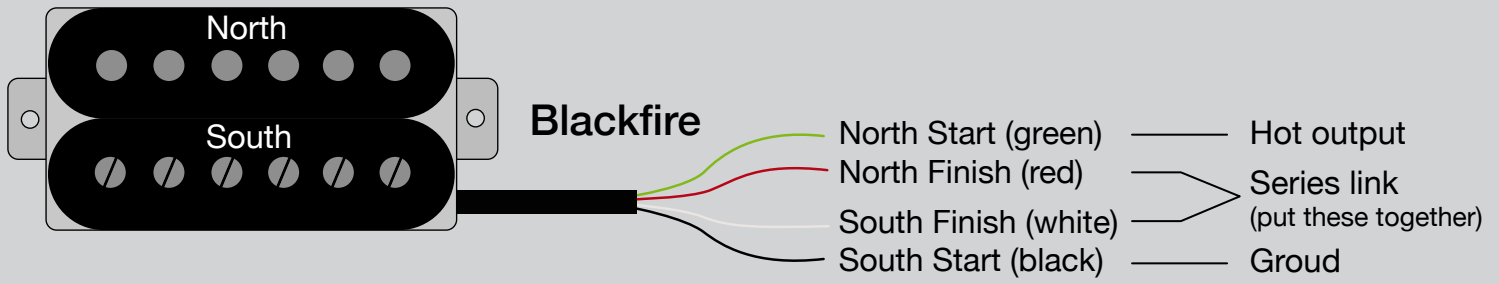 North
South
Blackfire
North Start (green)
Hot output
North Finish (red)
Series link
(put these together)
South Finish (white)
South Start (black)
Groud